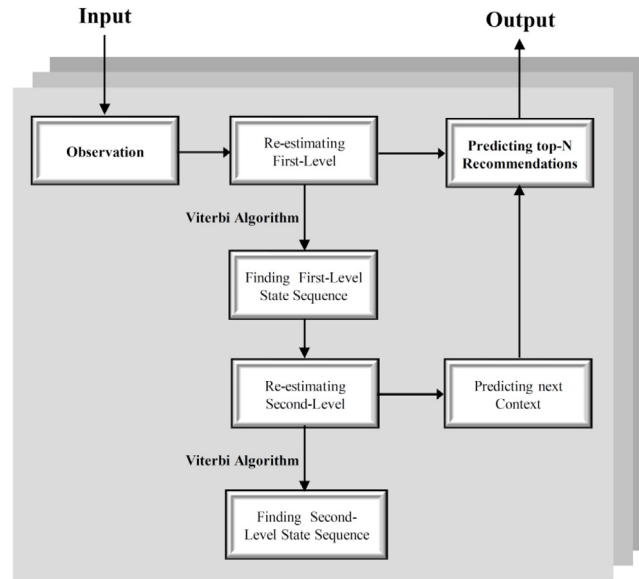 Input
Output
Observation
Re-estimating
First-Level
Predicting top-N
Recommendations
Viterbi Algorithm
Finding First-Level
State Sequence
Re-estimating
Second-Level
Predicting next
Context
Viterbi Algorithm
Finding Second-
Level State Sequence